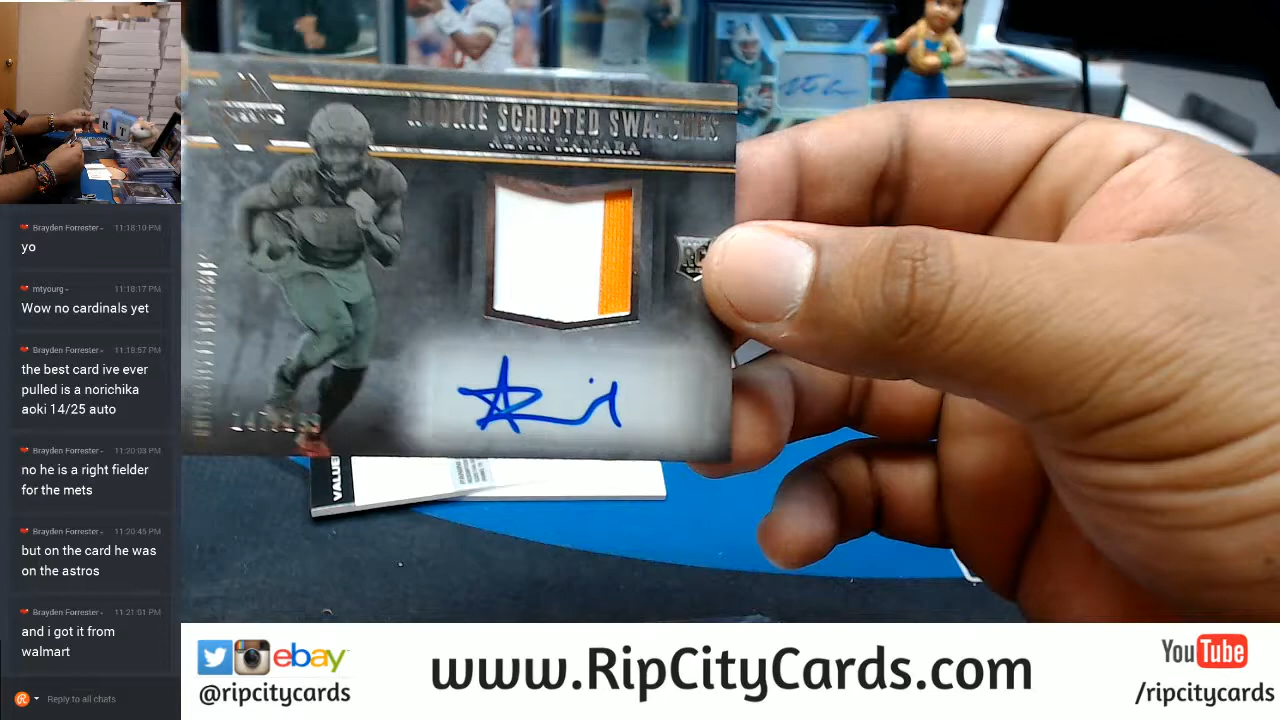 Brayden Forrester - 11:18:10 PM
yo
mtyourg - 11:18:17 PM
Wow no cardinals yet
Brayden Forrester - 11:18:57 PM
the best card ive ever
pulled is a norichika
aoki 14/25 auto
Brayden Forrester - 11:20:03 PM
no he is a right fielder
for the mets
Brayden Forrester - 11:20:45 PM
but on the card he was
on the astros
Brayden Forrester - 11:21:01 PM
and i got it from
walmart
Reply to all chats
ROOKIE SCRIPTED SWATCHES
KAMARA
RC
VALUE
ebay
@ripcitycards
www.RipCityCards.com
YouTube
/ripcitycards